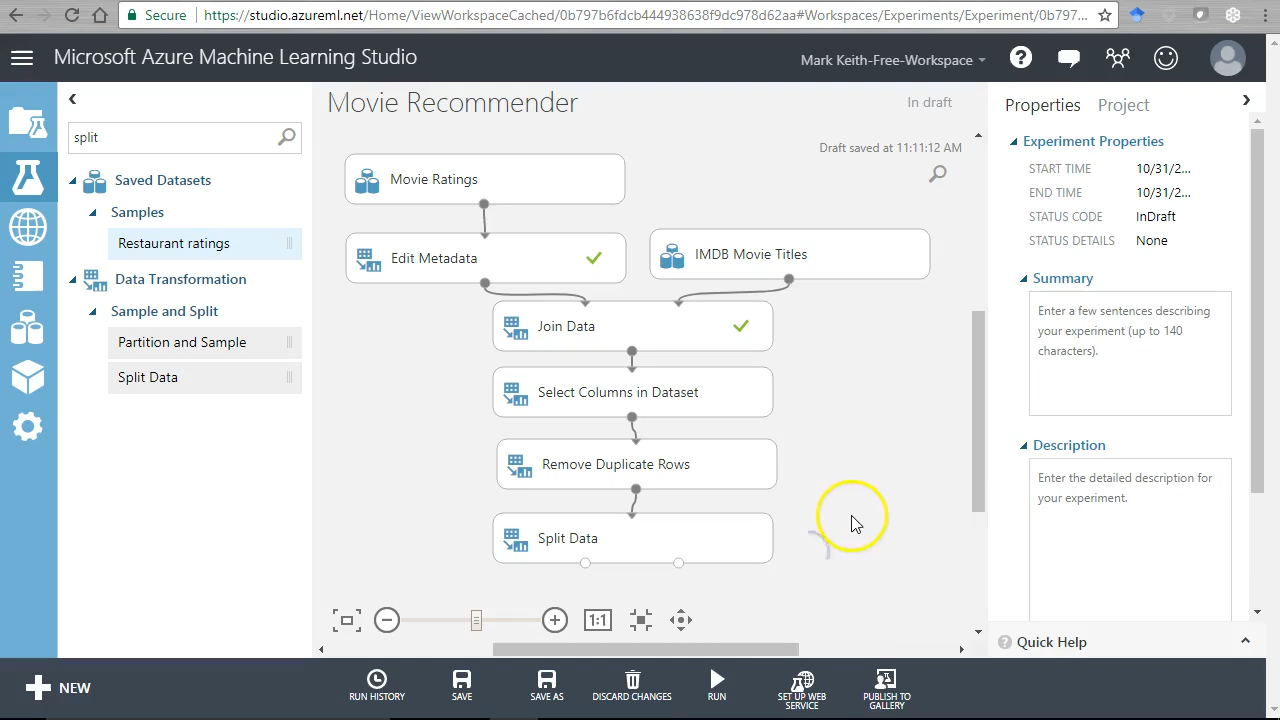 Secure
https://studio.azureml.net/Home/ViewWorkspaceCached/0b797b6fdcb444938638f9dc978d62aa#Workspaces/Experiments/Experiment/0b797...
Microsoft Azure Machine Learning Studio
Mark Keith-Free-Workspace
?
split
Saved Datasets
Samples
Restaurant ratings
Data Transformation
Sample and Split
Partition and Sample
Split Data
Movie Recommender
In draft
Draft saved at 11:11:12 AM
Movie Ratings
Edit Metadata
IMDB Movie Titles
Join Data
Select Columns in Dataset
Remove Duplicate Rows
Split Data
1:1
Properties
Project
Experiment Properties
START TIME 10/31/2...
END TIME 10/31/2...
STATUS CODE InDraft
STATUS DETAILS None
Summary
Enter a few sentences describing
your experiment (up to 140
characters).
Description
Enter the detailed description for
your experiment.
? Quick Help
NEW
RUN HISTORY
SAVE
SAVE AS
DISCARD CHANGES
RUN
SET UP WEB
SERVICE
PUBLISH TO
GALLERY